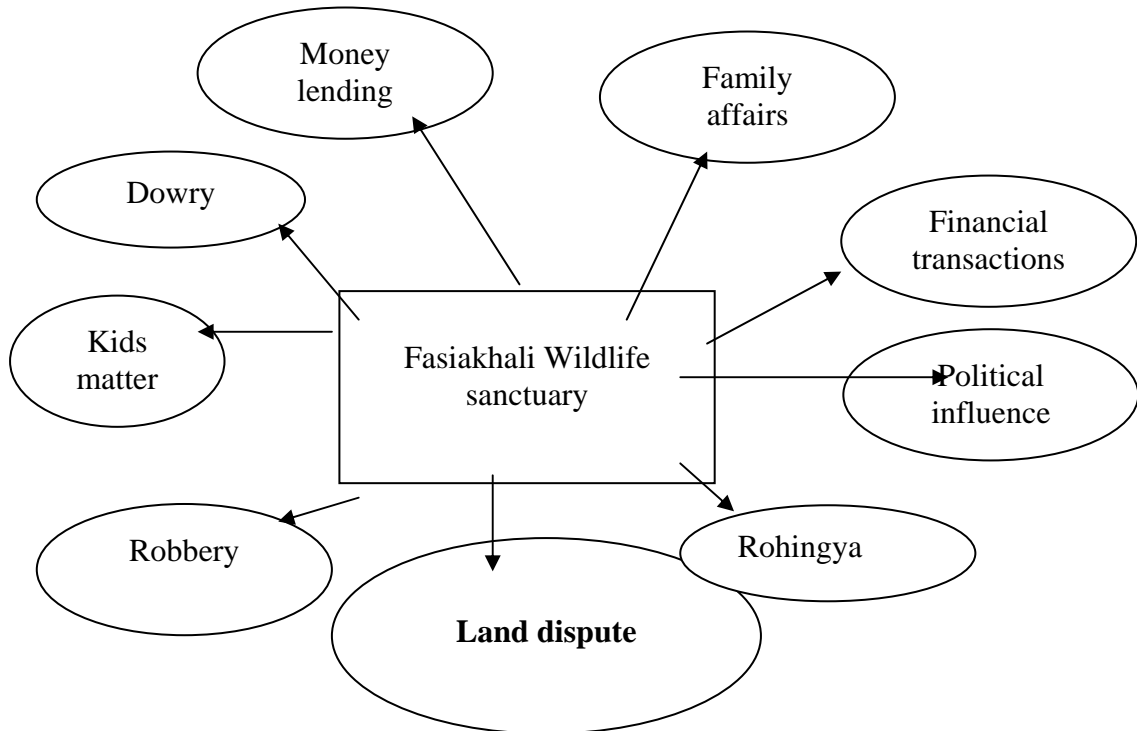 Money
lending
Family
affairs
Dowry
Financial
transactions
Kids
matter
Fasiakhali Wildlife
sanctuary
Political
influence
Robbery
Rohingya
Land dispute